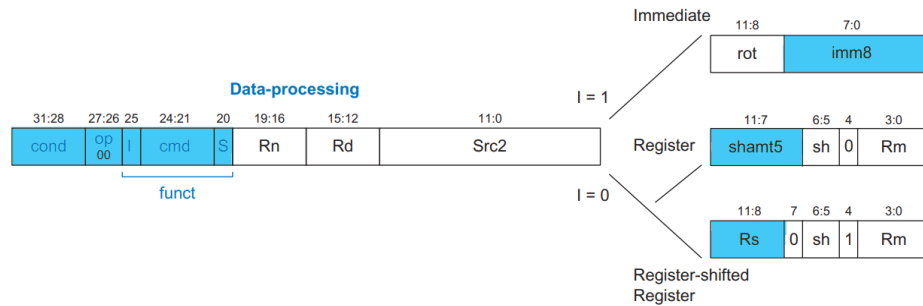 Immediate
11:8 7:0
rot imm8
Data-processing
I = 1
31:28 27:26 25 24:21 20 19:16 15:12 11:0
cond op 00 I cmd S Rn Rd Src2
funct
Register
11:7 6:5 4 3:0
shamt5 sh 0 Rm
I = 0
11:8 7 6:5 4 3:0
Rs 0 sh 1 Rm
Register-shifted
Register